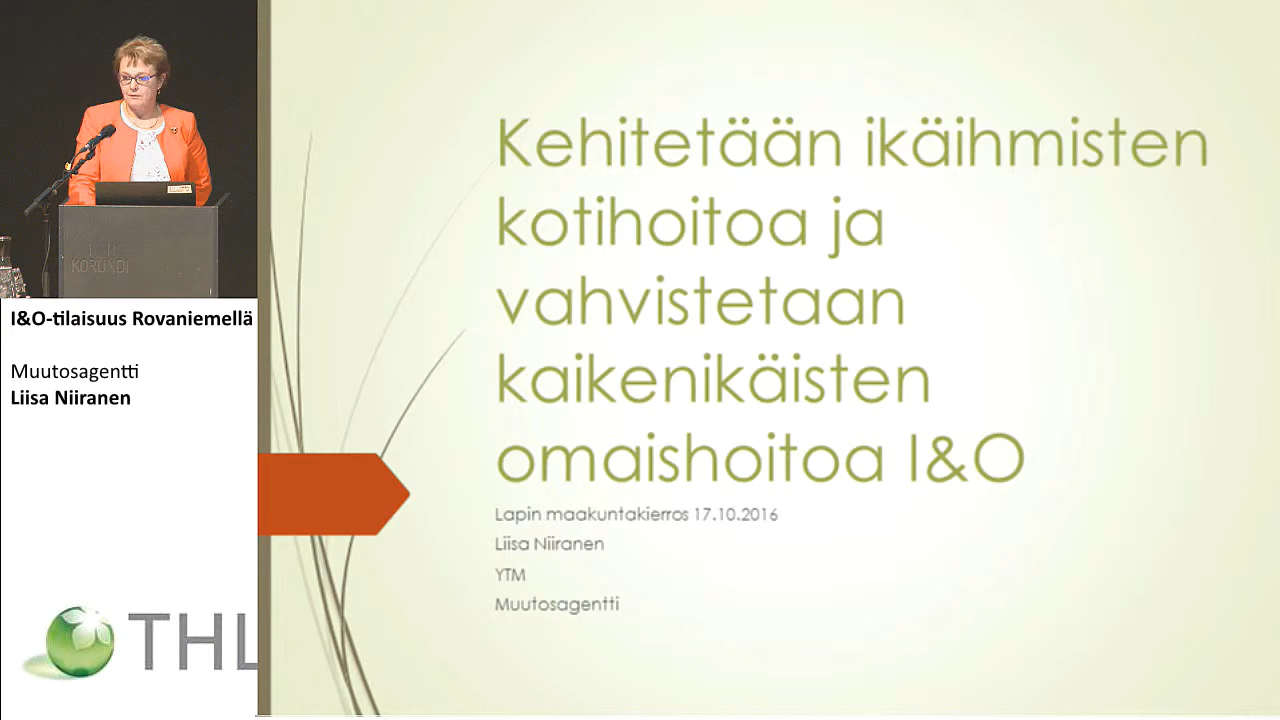 KORUNDI
I&O-tilaisuus Rovaniemellä
Muutosagentti
Liisa Niiranen
THL
Kehitetään ikäihmisten
kotihoitoa ja
vahvistetaan
kaikenikäisten
omaishoitoa I&O
Lapin maakuntakierros 17.10.2016
Liisa Niiranen
YTM
Muutosagentti